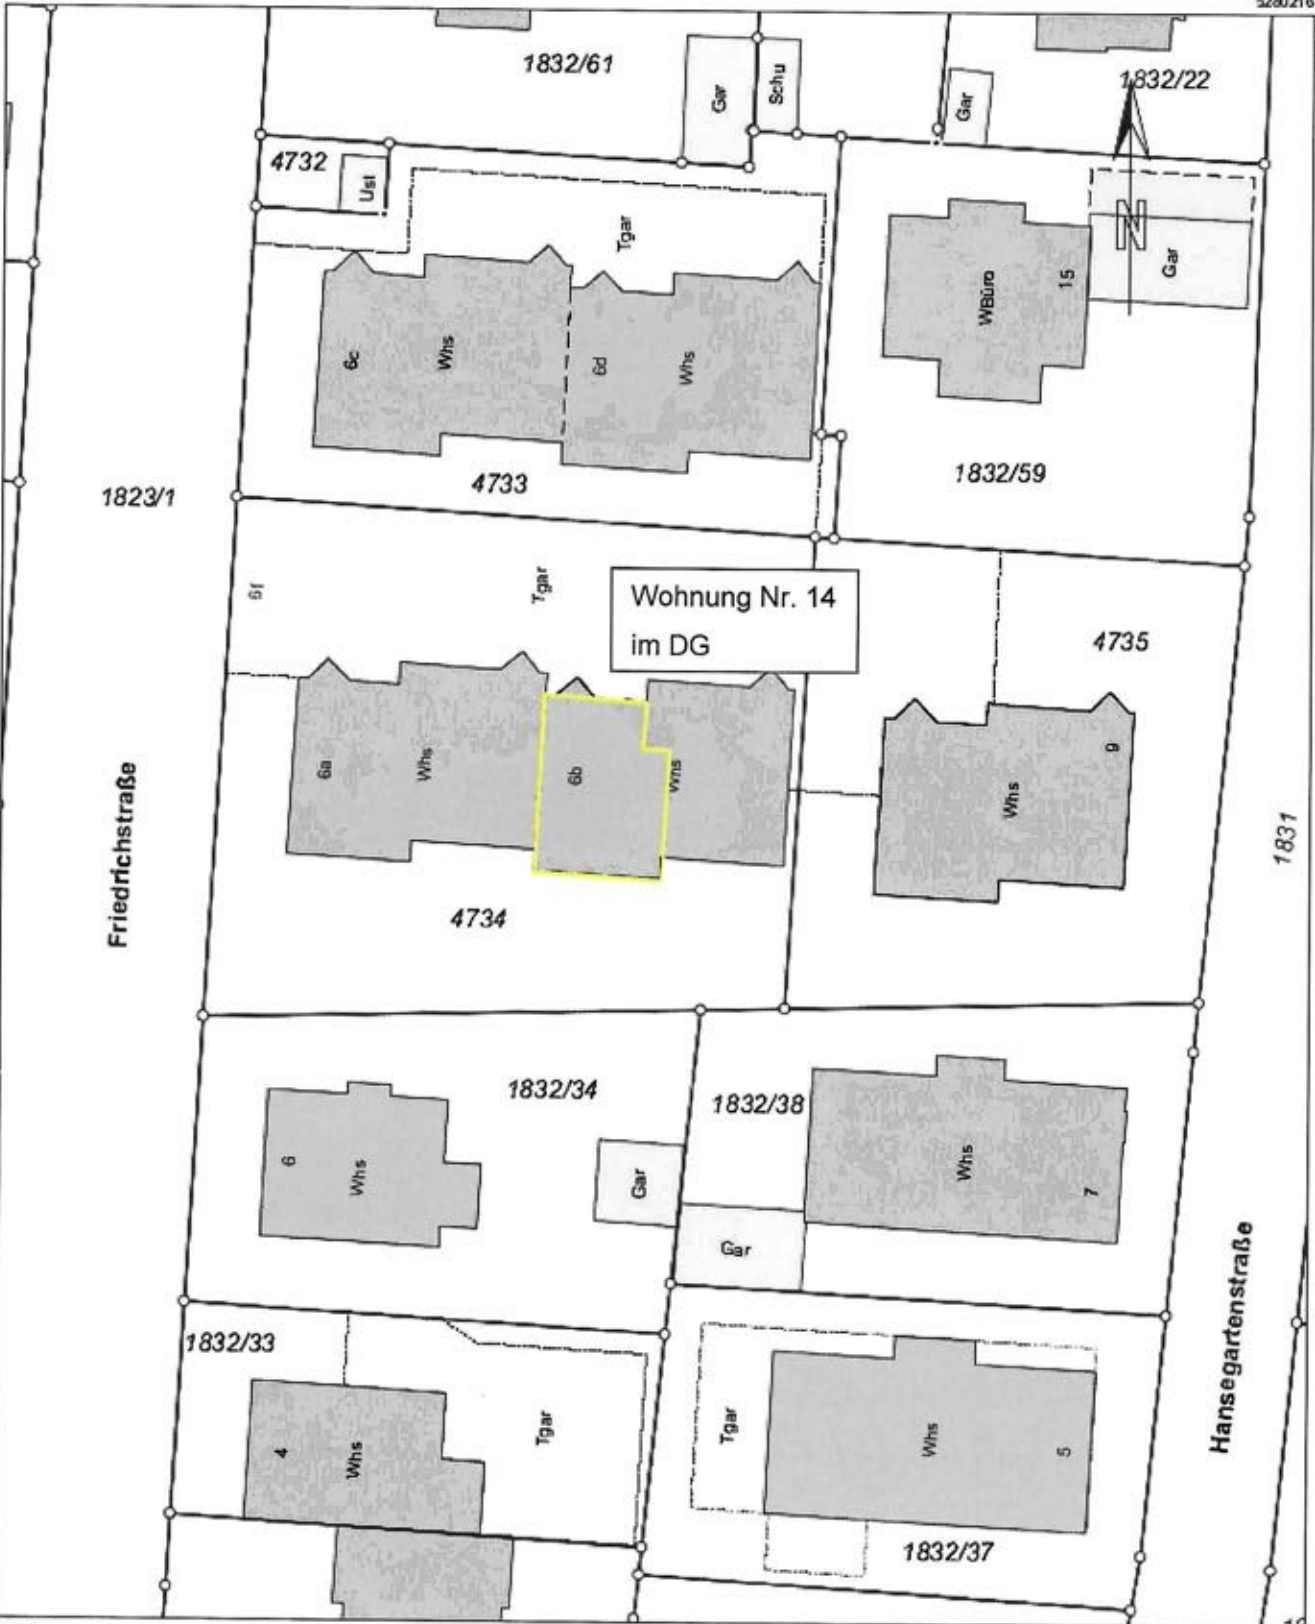 5280216
1832/61
Gar
Schu
Gar
1832/22
4732
Ust
Tgar
N
WBüro
15
Gar
6c
Whs
6d
Whs
1823/1
4733
1832/59
6f
Tgar
Wohnung Nr. 14
im DG
4735
6a
Whs
6b
Whs
Whs
9
Friedrichstraße
1831
4734
1832/34
1832/38
6
Whs
Gar
Whs
7
Gar
Hansegartenstraße
1832/33
4
Whs
Tgar
Tgar
Whs
5
1832/37